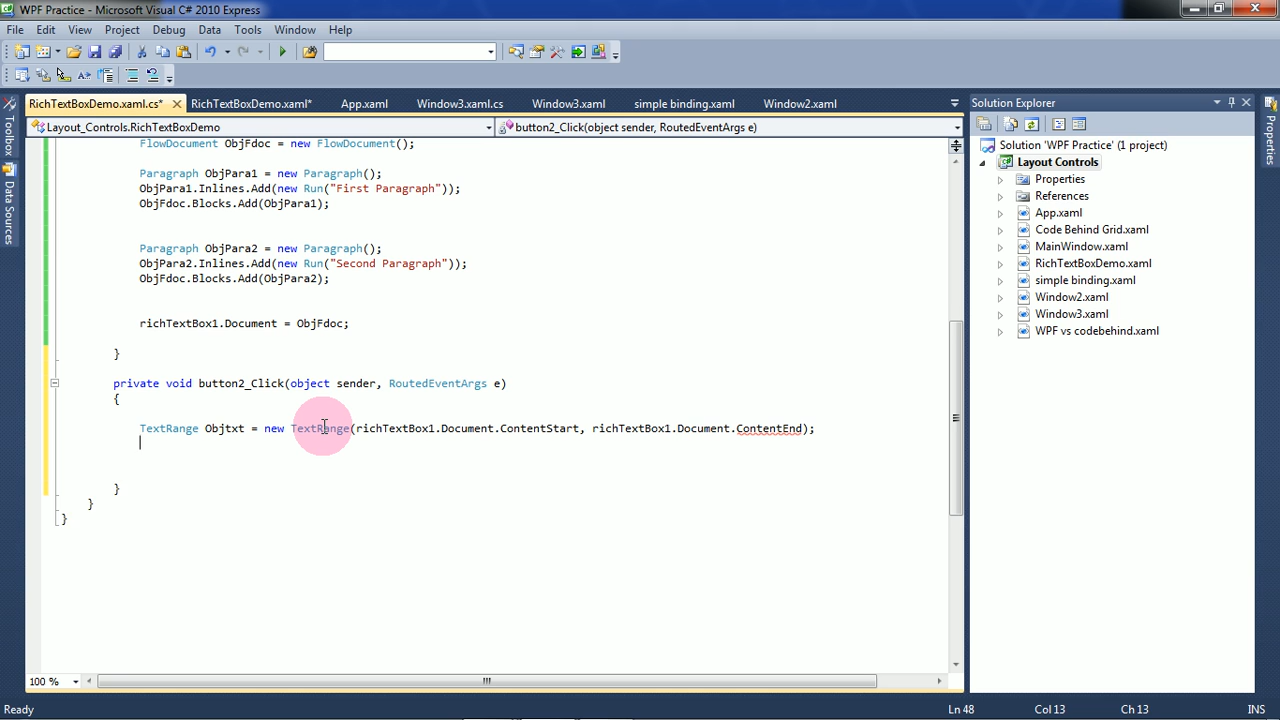 WPF Practice - Microsoft Visual C# 2010 Express
File Edit View Project Debug Data Tools Window Help
RichTextBoxDemo.xaml.cs* RichTextBoxDemo.xaml* App.xaml Window3.xaml.cs Window3.xaml simple binding.xaml Window2.xaml
Layout_Controls.RichTextBoxDemo button2_Click(object sender, RoutedEventArgs e)
Toolbox
Data Sources
FlowDocument ObjFdoc = new FlowDocument();
Paragraph ObjPara1 = new Paragraph();
ObjPara1.Inlines.Add(new Run("First Paragraph"));
ObjFdoc.Blocks.Add(ObjPara1);
Paragraph ObjPara2 = new Paragraph();
ObjPara2.Inlines.Add(new Run("Second Paragraph"));
ObjFdoc.Blocks.Add(ObjPara2);
richTextBox1.Document = ObjFdoc;
}
private void button2_Click(object sender, RoutedEventArgs e)
{
TextRange Objtxt = new TextRange(richTextBox1.Document.ContentStart, richTextBox1.Document.ContentEnd);
}
}
}
100 %
Solution Explorer
Solution 'WPF Practice' (1 project)
Layout Controls
Properties
References
App.xaml
Code Behind Grid.xaml
MainWindow.xaml
RichTextBoxDemo.xaml
simple binding.xaml
Window2.xaml
Window3.xaml
WPF vs codebehind.xaml
Properties
Ready Ln 48 Col 13 Ch 13 INS